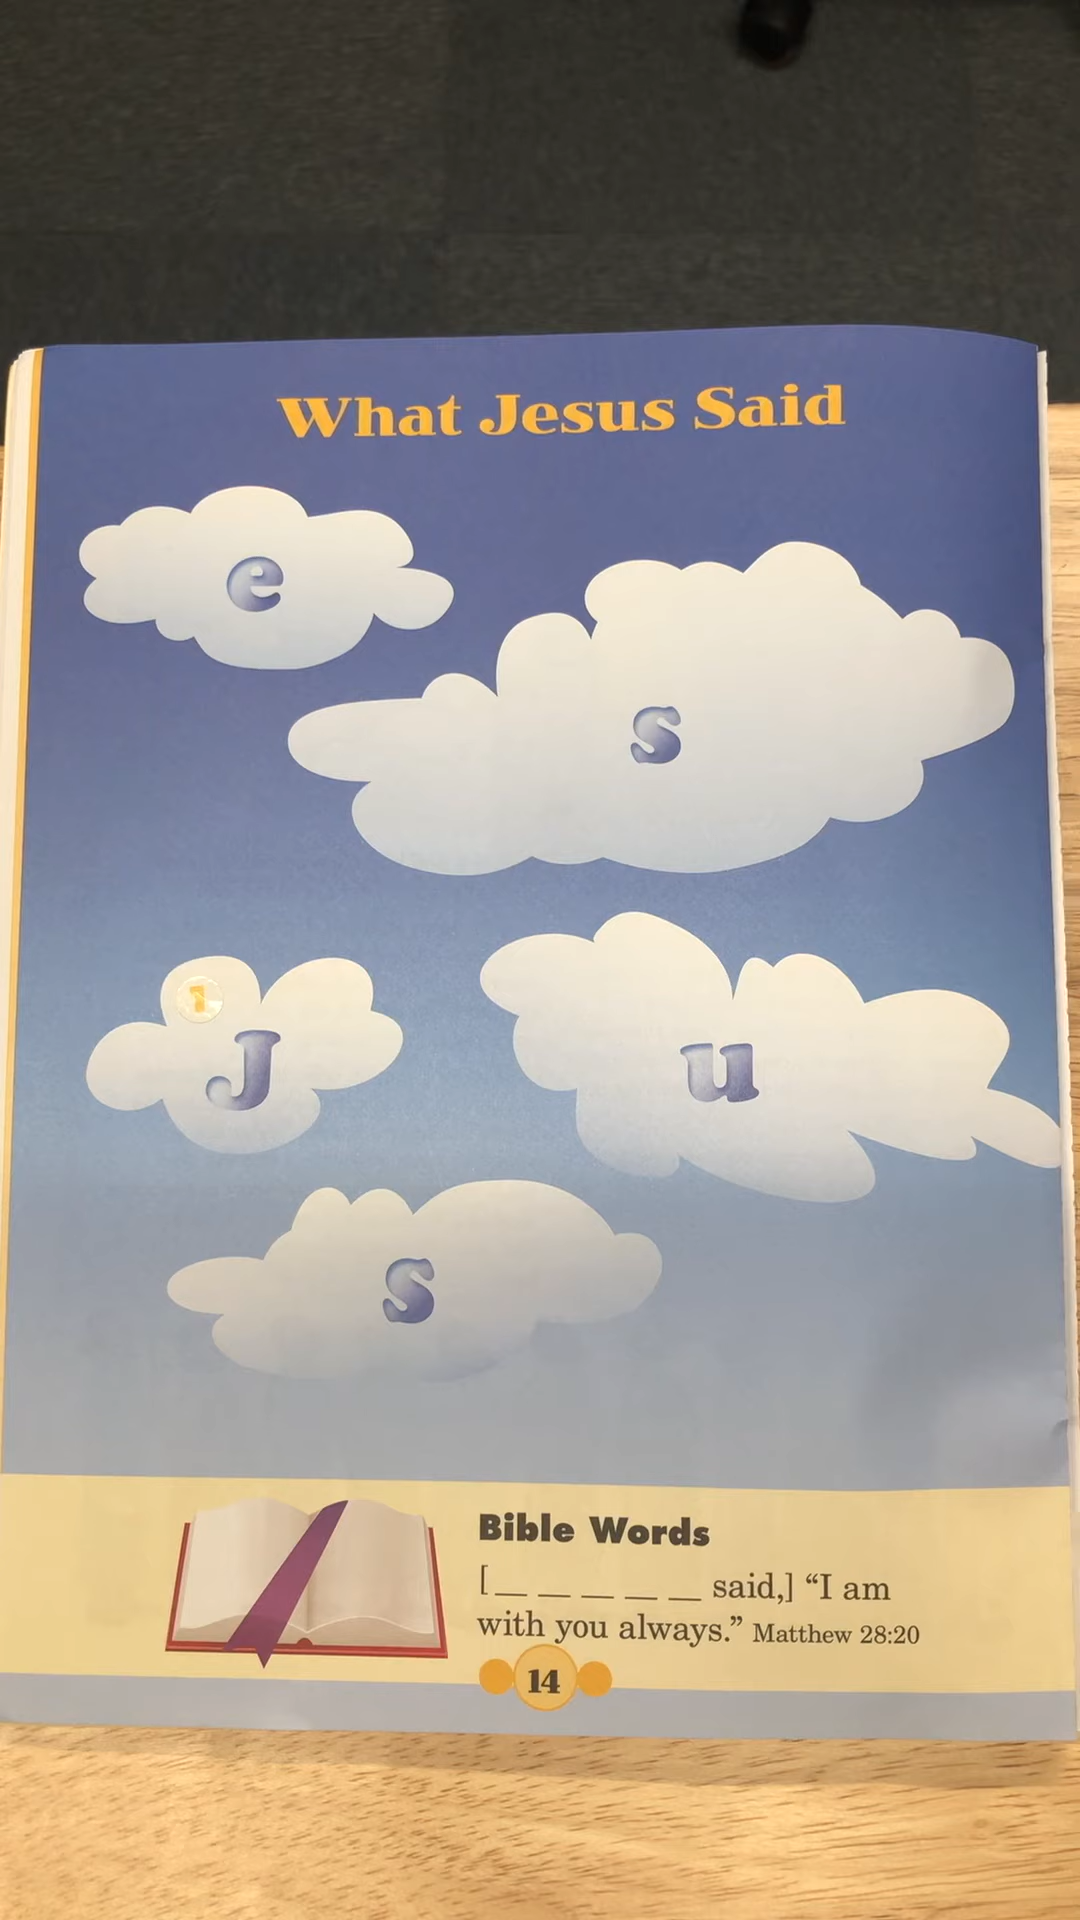 What Jesus Said
e
s
1
J
u
s
Bible Words
[_ _ _ _ _ said,] “I am
with you always.” Matthew 28:20
14